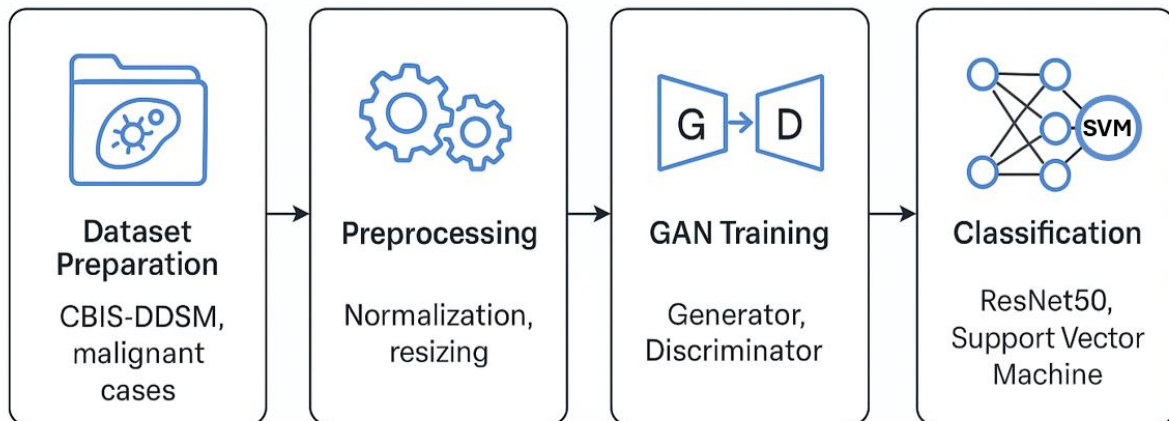 Dataset
Preparation
CBIS-DDSM,
malignant
cases
Preprocessing
Normalization,
resizing
G
D
GAN Training
Generator,
Discriminator
SVM
Classification
ResNet50,
Support Vector
Machine